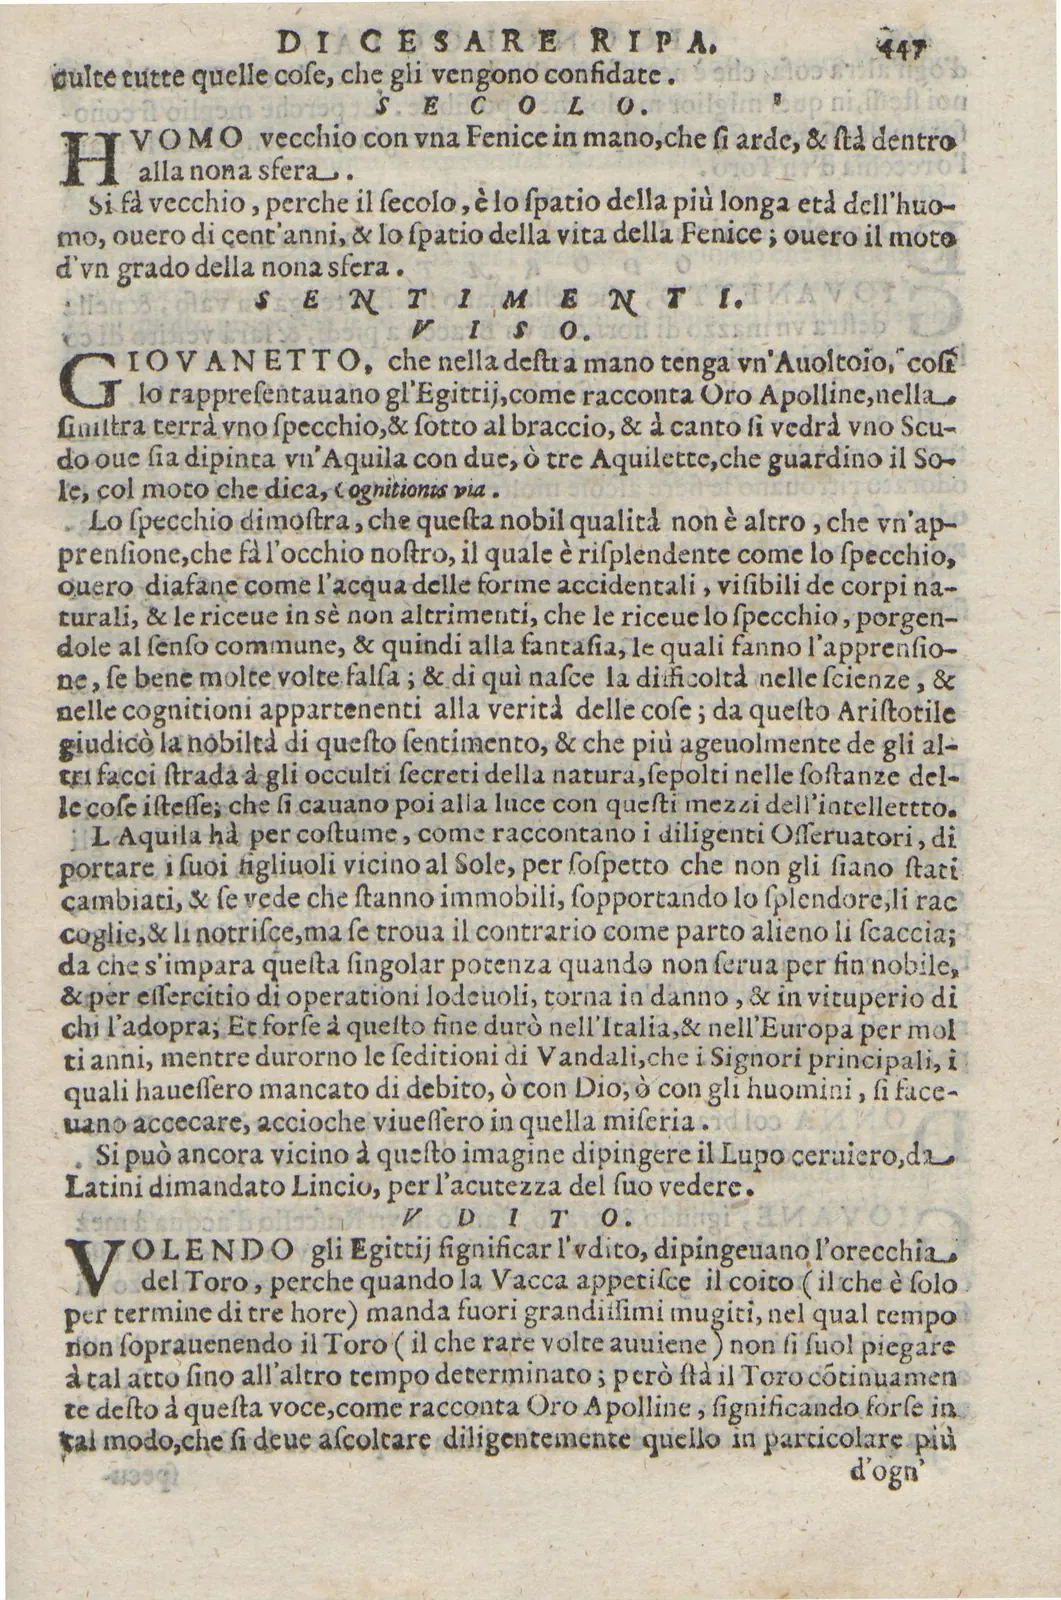 DI CESARE RIPA. 447
culte tutte quelle coſe, che gli vengono confidate.
SECOLO.
HVOMO vecchio con vna Fenice in mano, che ſi arde, & ſtà dentro
alla nona sfera.
Si fà vecchio, perche il ſecolo, è lo ſpatio della più longa età dell'huo-
mo, ouero di cent'anni, & lo ſpatio della vita della Fenice; ouero il moto
d'vn grado della nona sfera.
SENTIMENTI.
VISO.
GIOVANETTO, che nella deſtra mano tenga vn'Auoltoio, coſì
lo rappreſentauano gl'Egittij, come racconta Oro Apolline, nella
ſiniſtra terrà vno ſpecchio, & ſotto al braccio, & à canto ſi vedrà vno Scu-
do oue ſia dipinta vn'Aquila con due, ò tre Aquilette, che guardino il So-
le, col moto che dica, Cognitionis via.
Lo ſpecchio dimoſtra, che queſta nobil qualità non è altro, che vn'ap-
prenſione, che fà l'occhio noſtro, il quale è riſplendente come lo ſpecchio,
ouero diafane come l'acqua delle forme accidentali, viſibili de corpi na-
turali, & le riceue in sè non altrimenti, che le riceue lo ſpecchio, porgen-
dole al ſenſo commune, & quindi alla fantaſia, le quali fanno l'apprenſio-
ne, ſe bene molte volte falſa; & di quì naſce la difficoltà nelle ſcienze, &
nelle cognitioni appartenenti alla verità delle coſe; da queſto Ariſtotile
giudicò la nobiltà di queſto ſentimento, & che più ageuolmente de gli al-
tri facci ſtrada à gli occulti ſecreti della natura, ſepolti nelle ſoſtanze del-
le coſe iſteſſe; che ſi cauano poi alla luce con queſti mezzi dell'intellettto.
L'Aquila hà per coſtume, come raccontano i diligenti Oſſeruatori, di
portare i ſuoi figliuoli vicino al Sole, per ſoſpetto che non gli ſiano ſtati
cambiati, & ſe vede che ſtanno immobili, ſopportando lo ſplendore, li rac
coglie, & li notriſce, ma ſe troua il contrario come parto alieno li ſcaccia;
da che s'impara queſta ſingolar potenza quando non ſerua per fin nobile,
& per eſſercitio di operationi lodeuoli, torna in danno, & in vituperio di
chi l'adopra; Et forſe à queſto fine durò nell'Italia, & nell'Europa per mol
ti anni, mentre durorno le ſeditioni di Vandali, che i Signori principali, i
quali haueſſero mancato di debito, ò con Dio, ò con gli huomini, ſi face-
uano accecare, accioche viueſſero in quella miſeria.
Si può ancora vicino à queſto imagine dipingere il Lupo ceruiero, da
Latini dimandato Lincio, per l'acutezza del ſuo vedere.
VDITO.
VOLENDO gli Egittij ſignificar l'vdito, dipingeuano l'orecchia
del Toro, perche quando la Vacca appetiſce il coito (il che è ſolo
per termine di tre hore) manda fuori grandiſſimi mugiti, nel qual tempo
non ſoprauenendo il Toro (il che rare volte auuiene) non ſi ſuol piegare
à tal atto ſino all'altro tempo determinato; però ſtà il Toro cõtinuamen
te deſto à queſta voce, come racconta Oro Apolline, ſignificando forſe in
tal modo, che ſi deue aſcoltare diligentemente quello in particolare più
d'ogn'